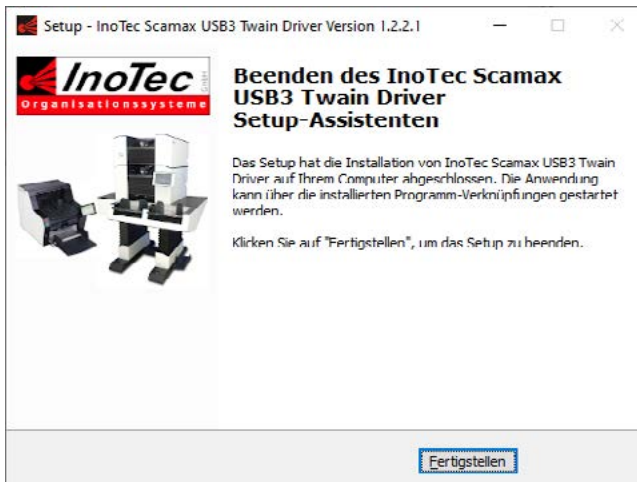 Setup - InoTec Scamax USB3 Twain Driver Version 1.2.2.1
InoTec GmbH
Organisationssysteme
Beenden des InoTec Scamax
USB3 Twain Driver
Setup-Assistenten
Das Setup hat die Installation von InoTec Scamax USB3 Twain
Driver auf Ihrem Computer abgeschlossen. Die Anwendung
kann über die installierten Programm-Verknüpfungen gestartet
werden.
Klicken Sie auf "Fertigstellen", um das Setup zu beenden.
Fertigstellen